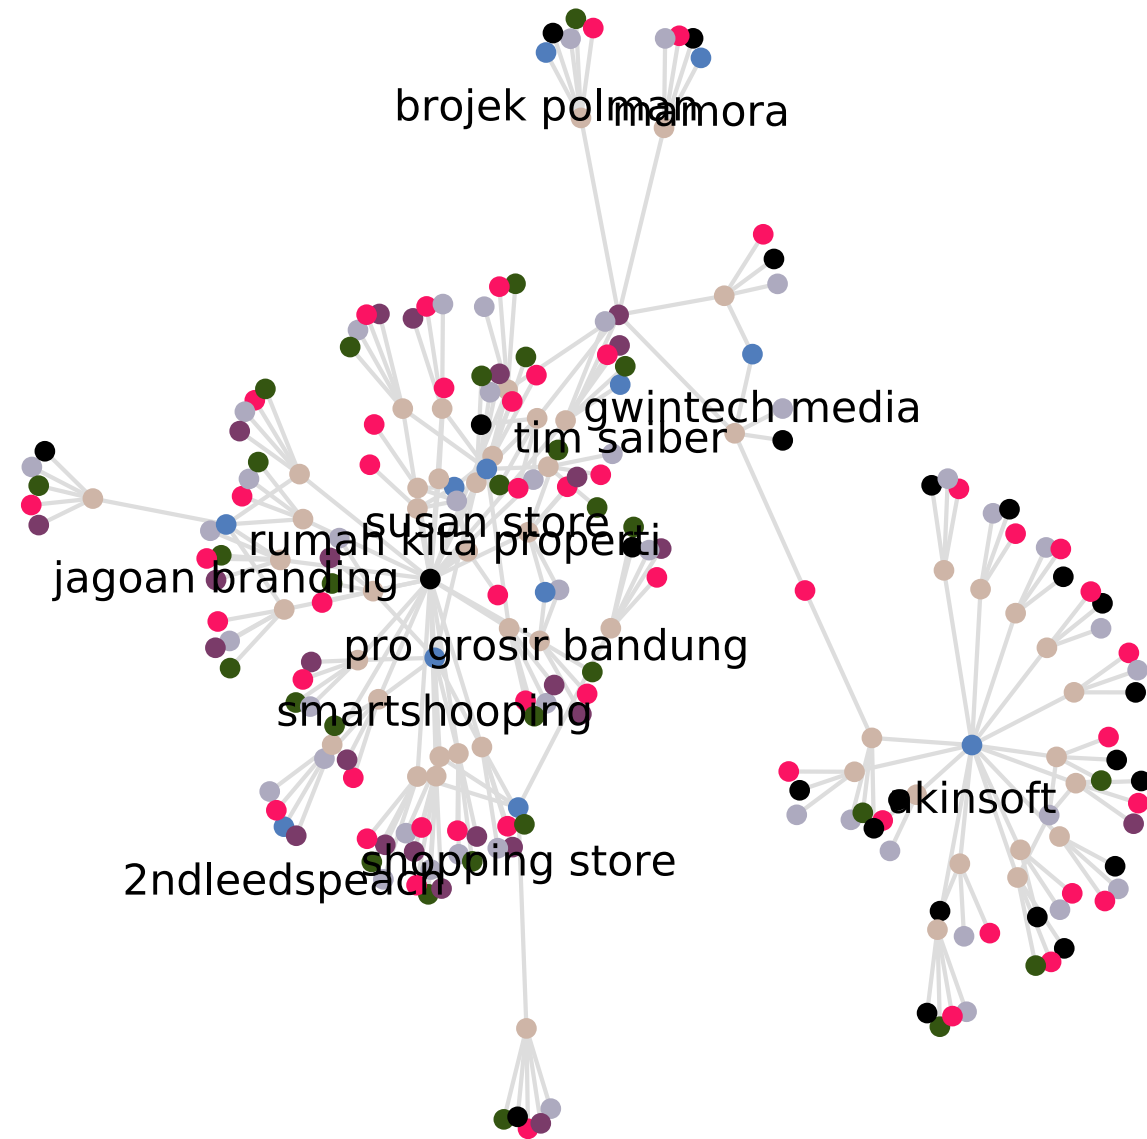 brojek polman
mamora
gwintech media
tim saiber
susan store
rumah kita properti
jagoan branding
pro grosir bandung
smartshooping
akinsoft
shopping store
2ndleedspeach